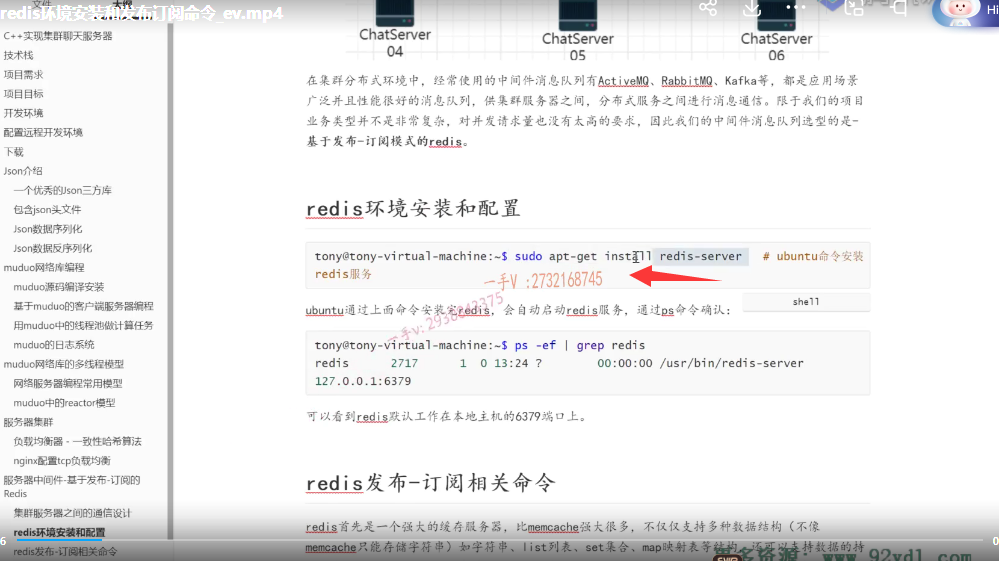 redis环境安装和发布订阅命令_ev.mp4
文件
大纲
Hi
C++实现集群聊天服务器
技术栈
项目需求
项目目标
开发环境
配置远程开发环境
下载
Json介绍
一个优秀的Json三方库
包含json头文件
Json数据序列化
Json数据反序列化
muduo网络库编程
muduo源码编译安装
基于muduo的客户端服务器编程
用muduo中的线程池做计算任务
muduo的日志系统
muduo网络库的多线程模型
网络服务器编程常用模型
muduo中的reactor模型
服务器集群
负载均衡器 - 一致性哈希算法
nginx配置tcp负载均衡
服务器中间件-基于发布-订阅的
Redis
集群服务器之间的通信设计
redis环境安装和配置
redis发布-订阅相关命令
ChatServer
04
ChatServer
05
ChatServer
06
在集群分布式环境中，经常使用的中间件消息队列有ActiveMQ、RabbitMQ、Kafka等，都是应用场景
广泛并且性能很好的消息队列，供集群服务器之间，分布式服务之间进行消息通信。限于我们的项目
业务类型并不是非常复杂，对并发请求量也没有太高的要求，因此我们的中间件消息队列选型的是-
基于发布-订阅模式的redis。
redis环境安装和配置
tony@tony-virtual-machine:~$ sudo apt-get install redis-server # ubuntu命令安装
redis服务
一手V :2732168745
shell
ubuntu通过上面命令安装完redis，会自动启动redis服务，通过ps命令确认：
一手v: 2938843375
tony@tony-virtual-machine:~$ ps -ef | grep redis
redis 2717 1 0 13:24 ? 00:00:00 /usr/bin/redis-server
127.0.0.1:6379
可以看到redis默认工作在本地主机的6379端口上。
redis发布-订阅相关命令
redis首先是一个强大的缓存服务器，比memcache强大很多，不仅仅支持多种数据结构（不像
memcache只能存储字符串）如字符串、list列表、set集合、map映射表等结构，还可以支持数据的持
更多资源: www.92xdl.com